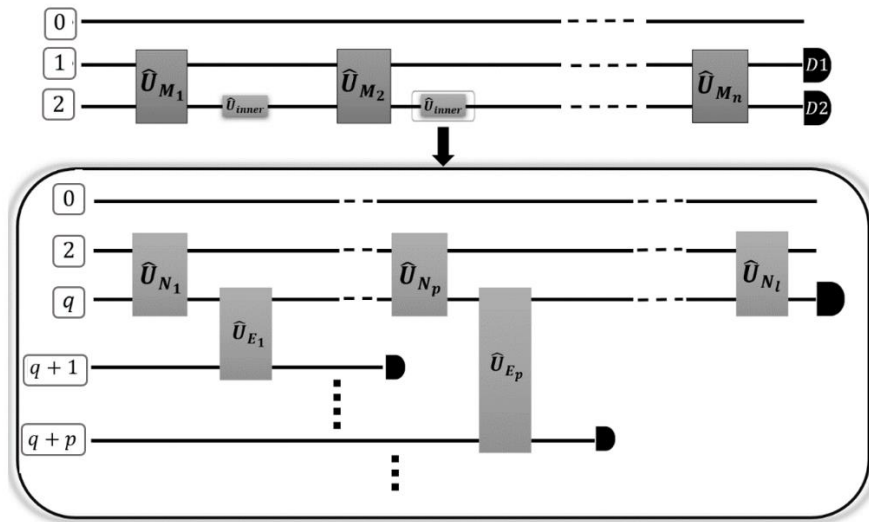 0
1 Û_{M_1} Û_{M_2} Û_{M_n} D1
2 Û_{inner} Û_{inner} D2
0
2
Û_{N_1} Û_{N_p} Û_{N_l}
q
Û_{E_1}
q + 1
Û_{E_p}
q + p